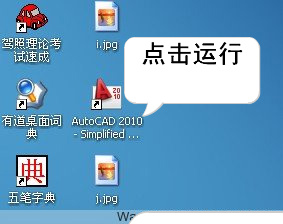 点击运行
驾照理论考
试速成
i.jpg
有道桌面词
典
AutoCAD 2010
- Simplified ...
五笔字典
j.jpg